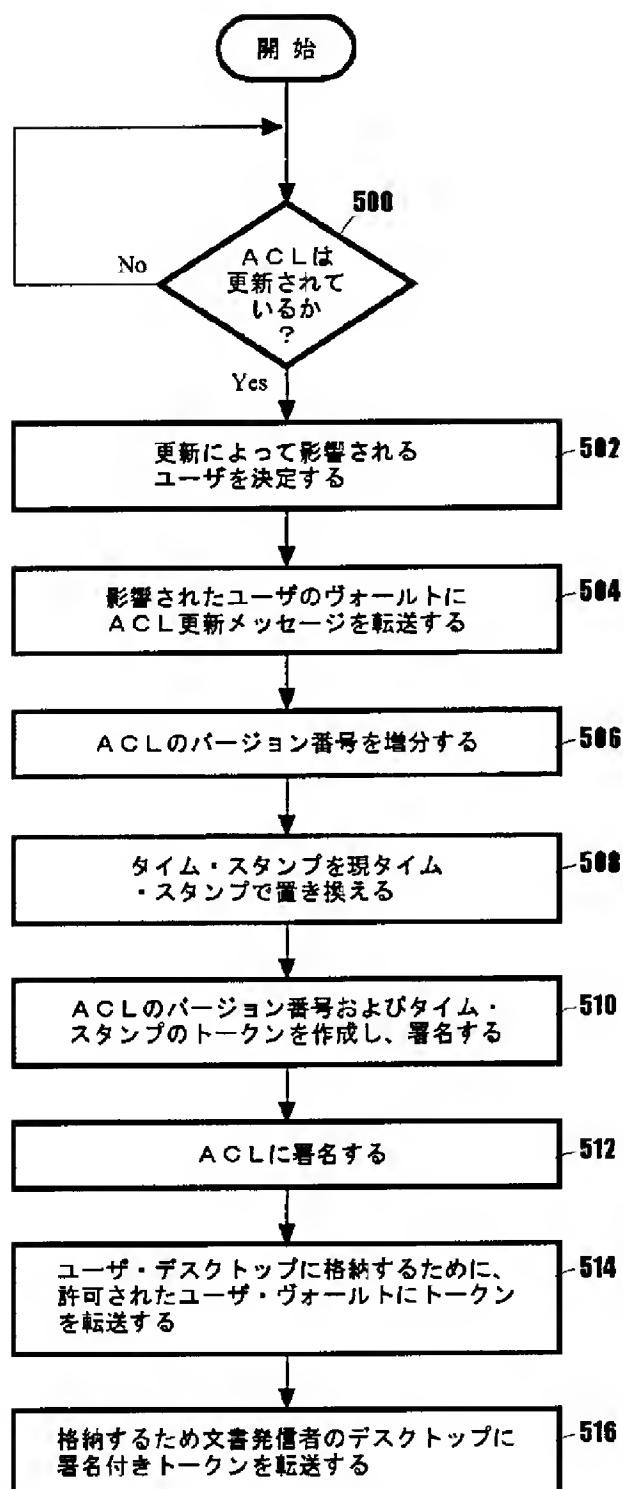 開 始
500
ACLは
更新されて
いるか
?
No
Yes
更新によって影響される
ユーザを決定する
502
影響されたユーザのヴォールトに
ACL更新メッセージを転送する
504
ACLのバージョン番号を増分する
506
タイム・スタンプを現タイム
・スタンプで置き換える
508
ACLのバージョン番号およびタイム・
スタンプのトークンを作成し、署名する
510
ACLに署名する
512
ユーザ・デスクトップに格納するために、
許可されたユーザ・ヴォールトにトークン
を転送する
514
格納するため文書発信者のデスクトップに
署名付きトークンを転送する
516